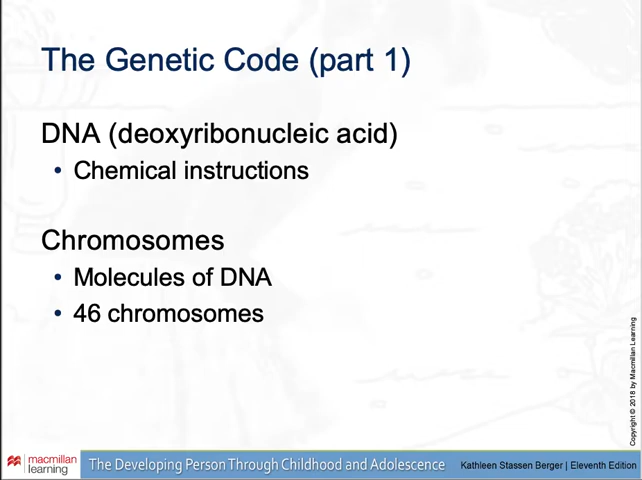 The Genetic Code (part 1)
DNA (deoxyribonucleic acid)
• Chemical instructions
Chromosomes
• Molecules of DNA
• 46 chromosomes
Copyright © 2018 by Macmillan Learning
macmillan
learning
The Developing Person Through Childhood and Adolescence
Kathleen Stassen Berger | Eleventh Edition